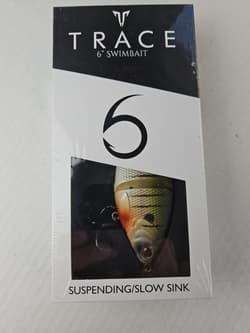 TRACE
6" SWIMBAIT
6
SUSPENDING/SLOW SINK